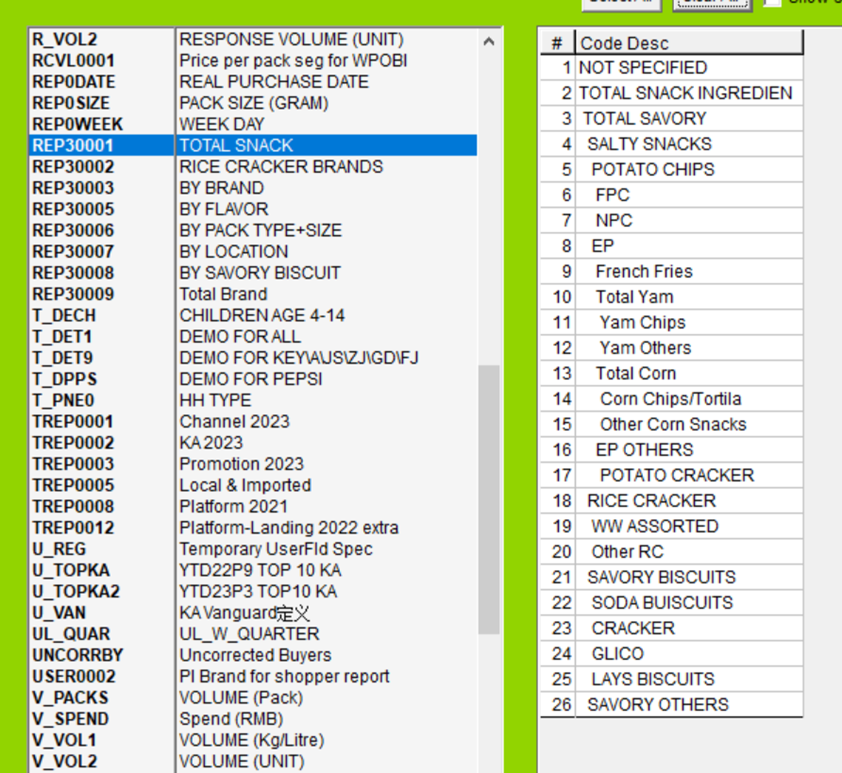 R_VOL2 RESPONSE VOLUME (UNIT)
RCVL0001 Price per pack seg for WPOBI
REP0DATE REAL PURCHASE DATE
REP0SIZE PACK SIZE (GRAM)
REP0WEEK WEEK DAY
REP30001 TOTAL SNACK
REP30002 RICE CRACKER BRANDS
REP30003 BY BRAND
REP30005 BY FLAVOR
REP30006 BY PACK TYPE+SIZE
REP30007 BY LOCATION
REP30008 BY SAVORY BISCUIT
REP30009 Total Brand
T_DECH CHILDREN AGE 4-14
T_DET1 DEMO FOR ALL
T_DET9 DEMO FOR KEY\A\JS\ZJ\GD\FJ
T_DPPS DEMO FOR PEPSI
T_PNE0 HH TYPE
TREP0001 Channel 2023
TREP0002 KA 2023
TREP0003 Promotion 2023
TREP0005 Local & Imported
TREP0008 Platform 2021
TREP0012 Platform-Landing 2022 extra
U_REG Temporary UserFld Spec
U_TOPKA YTD22P9 TOP 10 KA
U_TOPKA2 YTD23P3 TOP10 KA
U_VAN KA Vanguard定义
UL_QUAR UL_W_QUARTER
UNCORRBY Uncorrected Buyers
USER0002 PI Brand for shopper report
V_PACKS VOLUME (Pack)
V_SPEND Spend (RMB)
V_VOL1 VOLUME (Kg/Litre)
V_VOL2 VOLUME (UNIT)
# Code Desc
1 NOT SPECIFIED
2 TOTAL SNACK INGREDIEN
3 TOTAL SAVORY
4 SALTY SNACKS
5 POTATO CHIPS
6 FPC
7 NPC
8 EP
9 French Fries
10 Total Yam
11 Yam Chips
12 Yam Others
13 Total Corn
14 Corn Chips/Tortila
15 Other Corn Snacks
16 EP OTHERS
17 POTATO CRACKER
18 RICE CRACKER
19 WW ASSORTED
20 Other RC
21 SAVORY BISCUITS
22 SODA BUISCUITS
23 CRACKER
24 GLICO
25 LAYS BISCUITS
26 SAVORY OTHERS